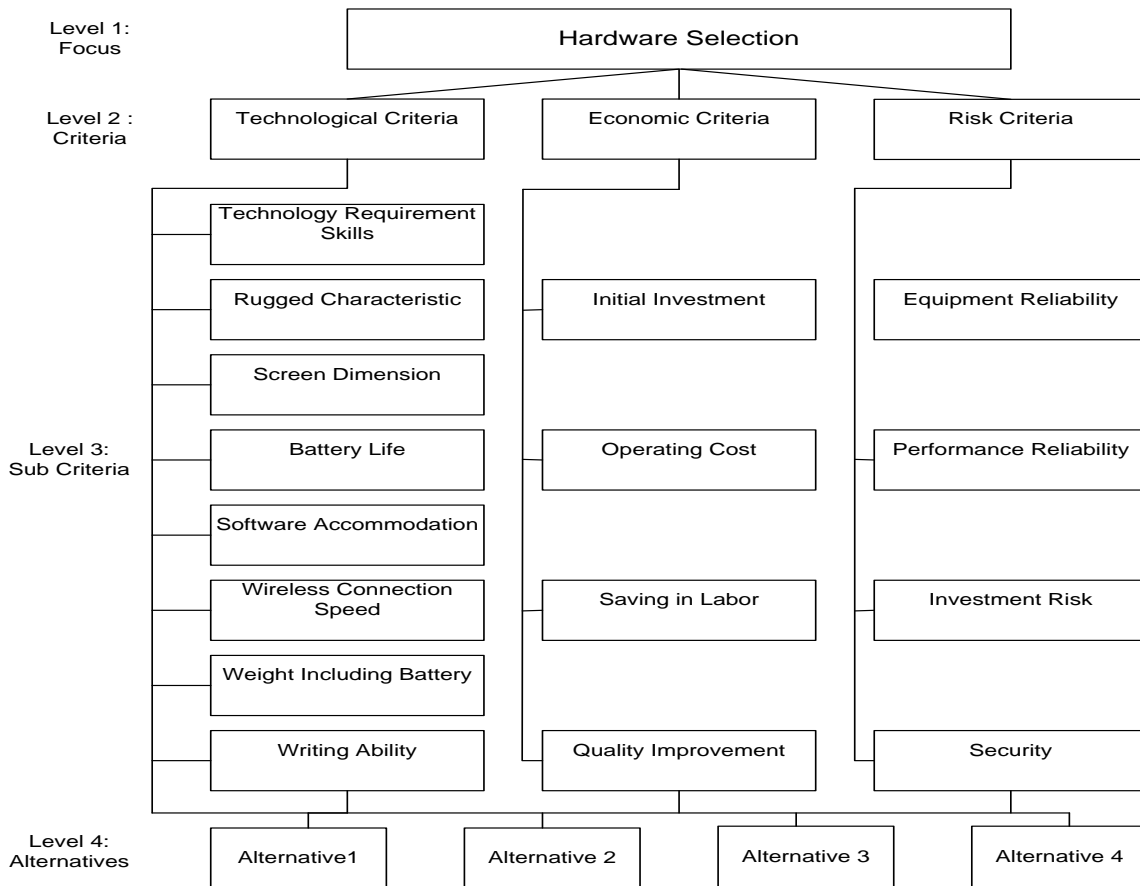 Level 1:
Focus
Hardware Selection
Level 2 :
Criteria
Technological Criteria
Economic Criteria
Risk Criteria
Level 3:
Sub Criteria
Technology Requirement
Skills
Rugged Characteristic
Screen Dimension
Battery Life
Software Accommodation
Wireless Connection
Speed
Weight Including Battery
Writing Ability
Initial Investment
Operating Cost
Saving in Labor
Quality Improvement
Equipment Reliability
Performance Reliability
Investment Risk
Security
Level 4:
Alternatives
Alternative1
Alternative 2
Alternative 3
Alternative 4